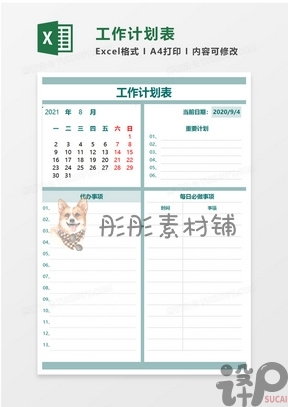 工作计划表
Excel格式 I A4打印 I 内容可修改
工作计划表
2021 年 8 月
当前日期: 2020/9/4
一 二 三 四 五 六 日
1
2 3 4 5 6 7 8
9 10 11 12 13 14 15
16 17 18 19 20 21 22
23 24 25 26 27 28 29
30 31
重要计划
01.
02.
03.
04.
05.
06.
代办事项
01.
02.
03.
04.
05.
06.
07.
08.
09.
10.
11.
12.
13.
每日必做事项
时间 事项
彤彤素材铺
SUCAI